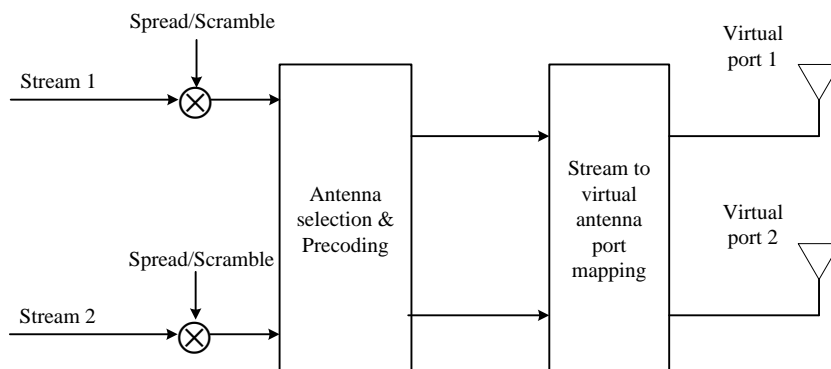 Spread/Scramble
Stream 1
Virtual
port 1
Antenna
selection &
Precoding
Stream to
virtual
antenna
port
mapping
Virtual
port 2
Spread/Scramble
Stream 2